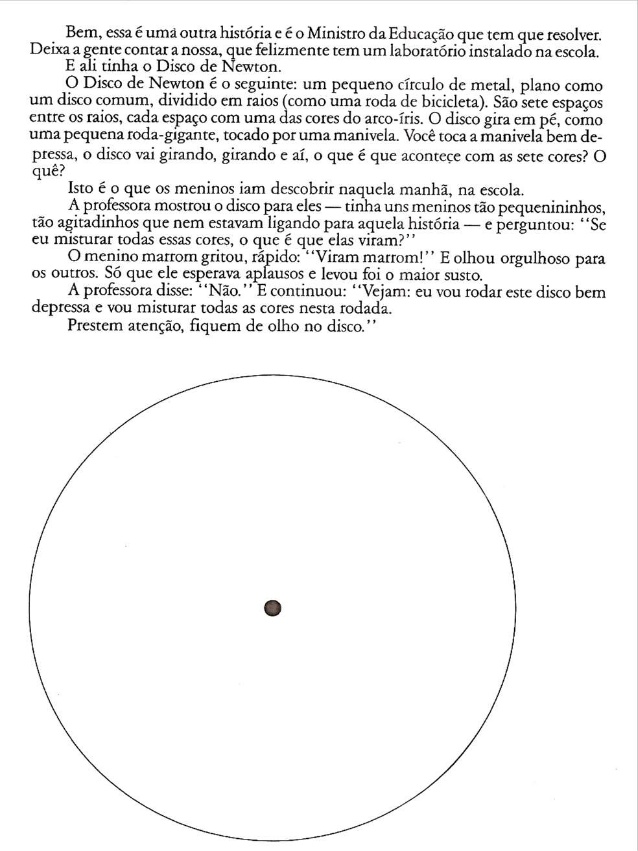 Bem, essa é uma outra história e é o Ministro da Educação que tem que resolver.
Deixa a gente contar a nossa, que felizmente tem um laboratório instalado na escola.
E ali tinha o Disco de Newton.
O Disco de Newton é o seguinte: um pequeno círculo de metal, plano como
um disco comum, dividido em raios (como uma roda de bicicleta). São sete espaços
entre os raios, cada espaço com uma das cores do arco-íris. O disco gira em pé, como
uma pequena roda-gigante, tocado por uma manivela. Você toca a manivela bem de-
pressa, o disco vai girando, girando e aí, o que é que acontece com as sete cores? O
quê?
Isto é o que os meninos iam descobrir naquela manhã, na escola.
A professora mostrou o disco para eles — tinha uns meninos tão pequenininhos,
tão agitadinhos que nem estavam ligando para aquela história — e perguntou: ‘‘Se
eu misturar todas essas cores, o que é que elas viram?’’
O menino marrom gritou, rápido: ‘‘Viram marrom!’’ E olhou orgulhoso para
os outros. Só que ele esperava aplausos e levou foi o maior susto.
A professora disse: ‘‘Não.’’ E continuou: ‘‘Vejam: eu vou rodar este disco bem
depressa e vou misturar todas as cores nesta rodada.
Prestem atenção, fiquem de olho no disco.’’